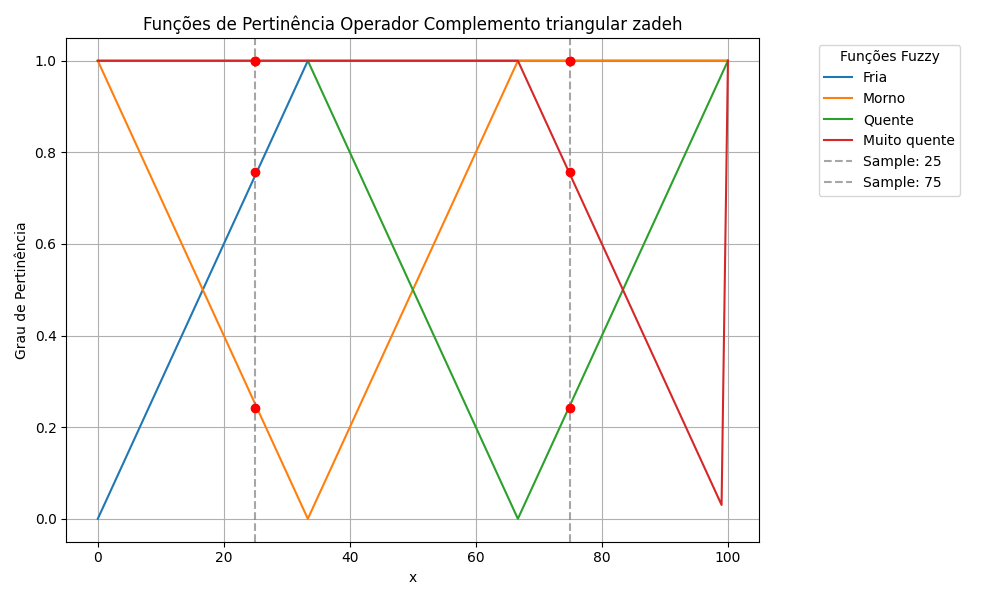 Funções de Pertinência Operador Complemento triangular zadeh
Grau de Pertinência
1.0
0.8
0.6
0.4
0.2
0.0
0
20
40
60
80
100
x
Funções Fuzzy
Fria
Morno
Quente
Muito quente
Sample: 25
Sample: 75